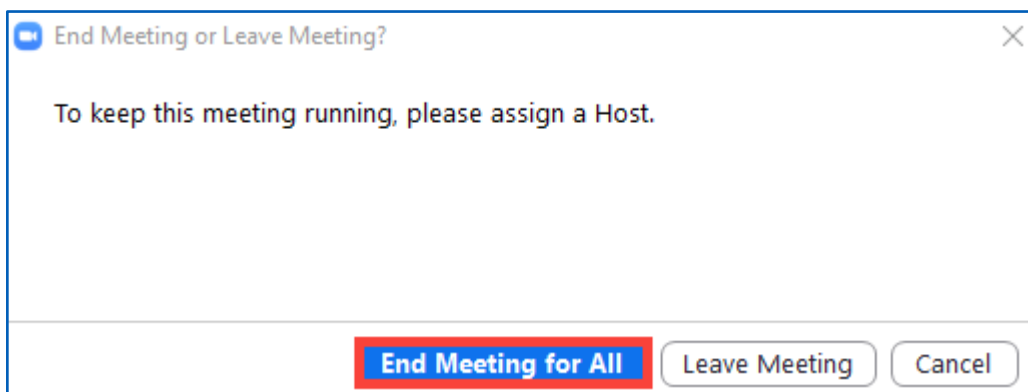 End Meeting or Leave Meeting?
To keep this meeting running, please assign a Host.
End Meeting for All Leave Meeting Cancel